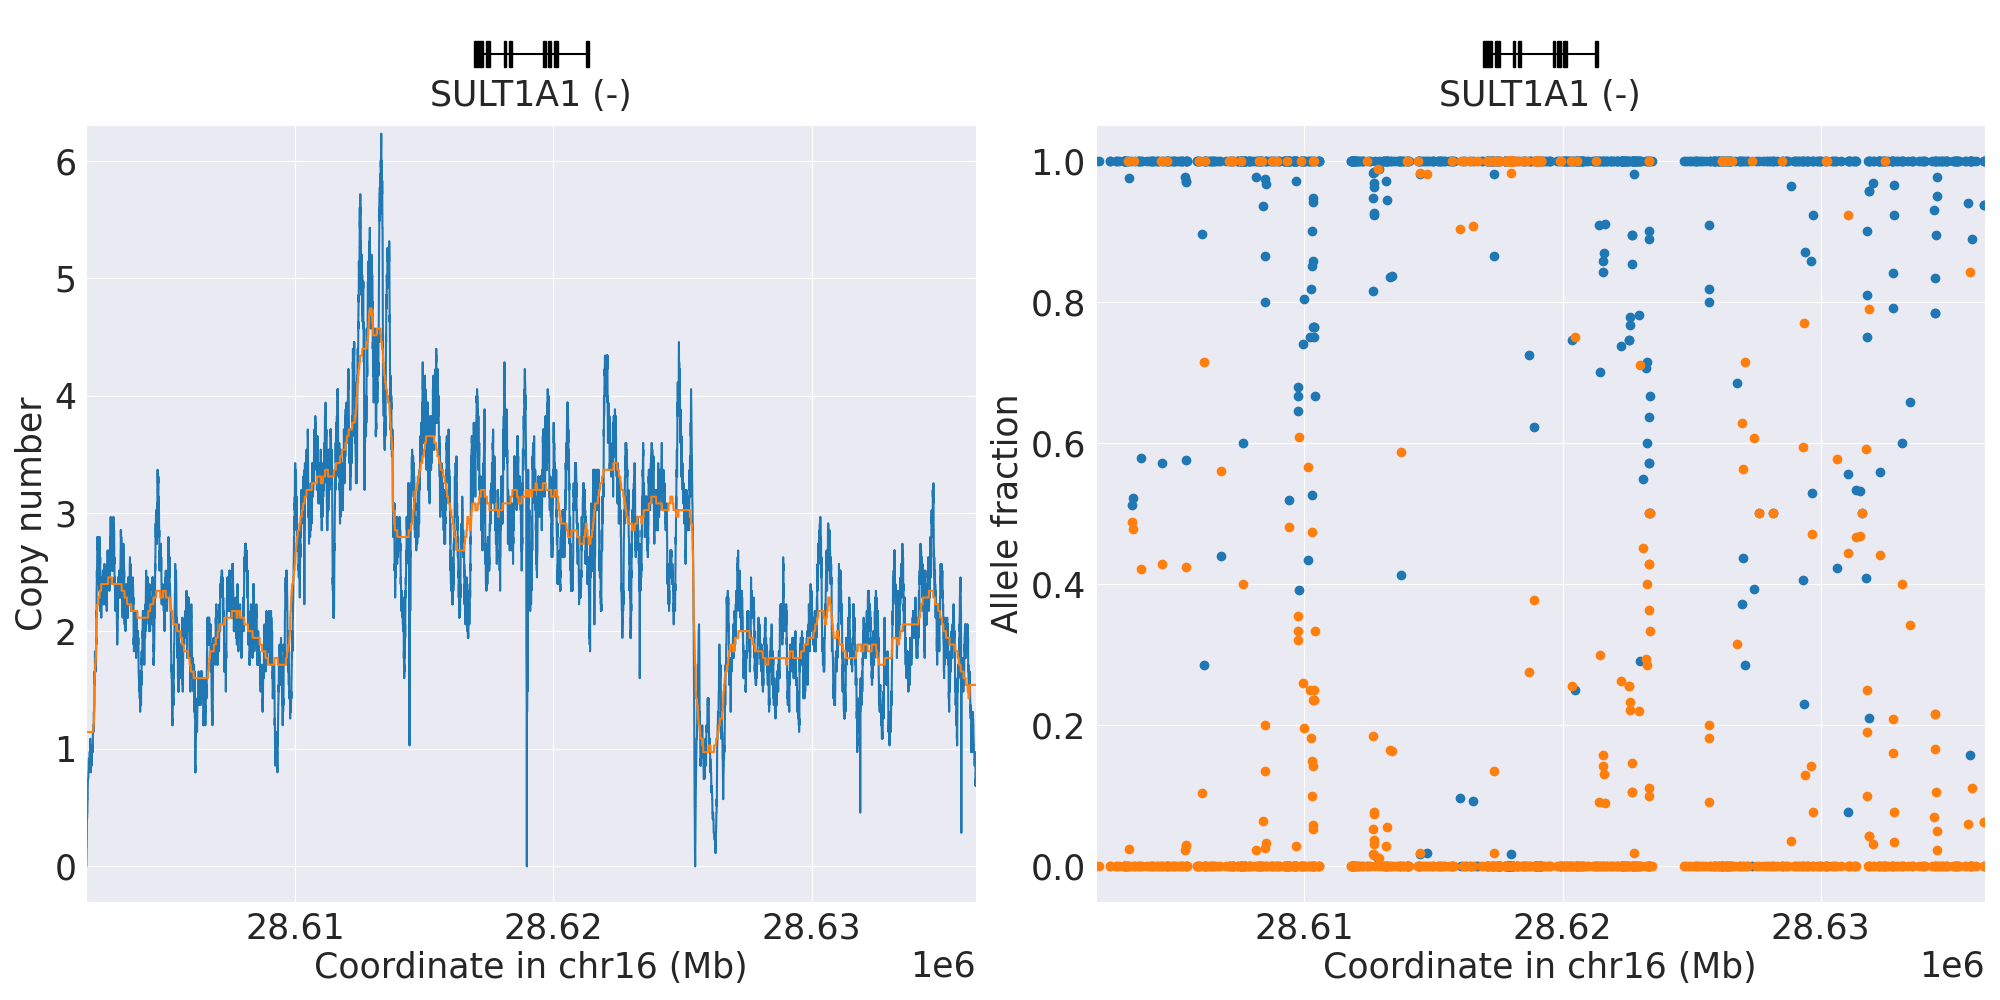 SULT1A1 (-)
Copy number
6
5
4
3
2
1
0
28.61
28.62
28.63
Coordinate in chr16 (Mb)
1e6
SULT1A1 (-)
Allele fraction
1.0
0.8
0.6
0.4
0.2
0.0
28.61
28.62
28.63
Coordinate in chr16 (Mb)
1e6